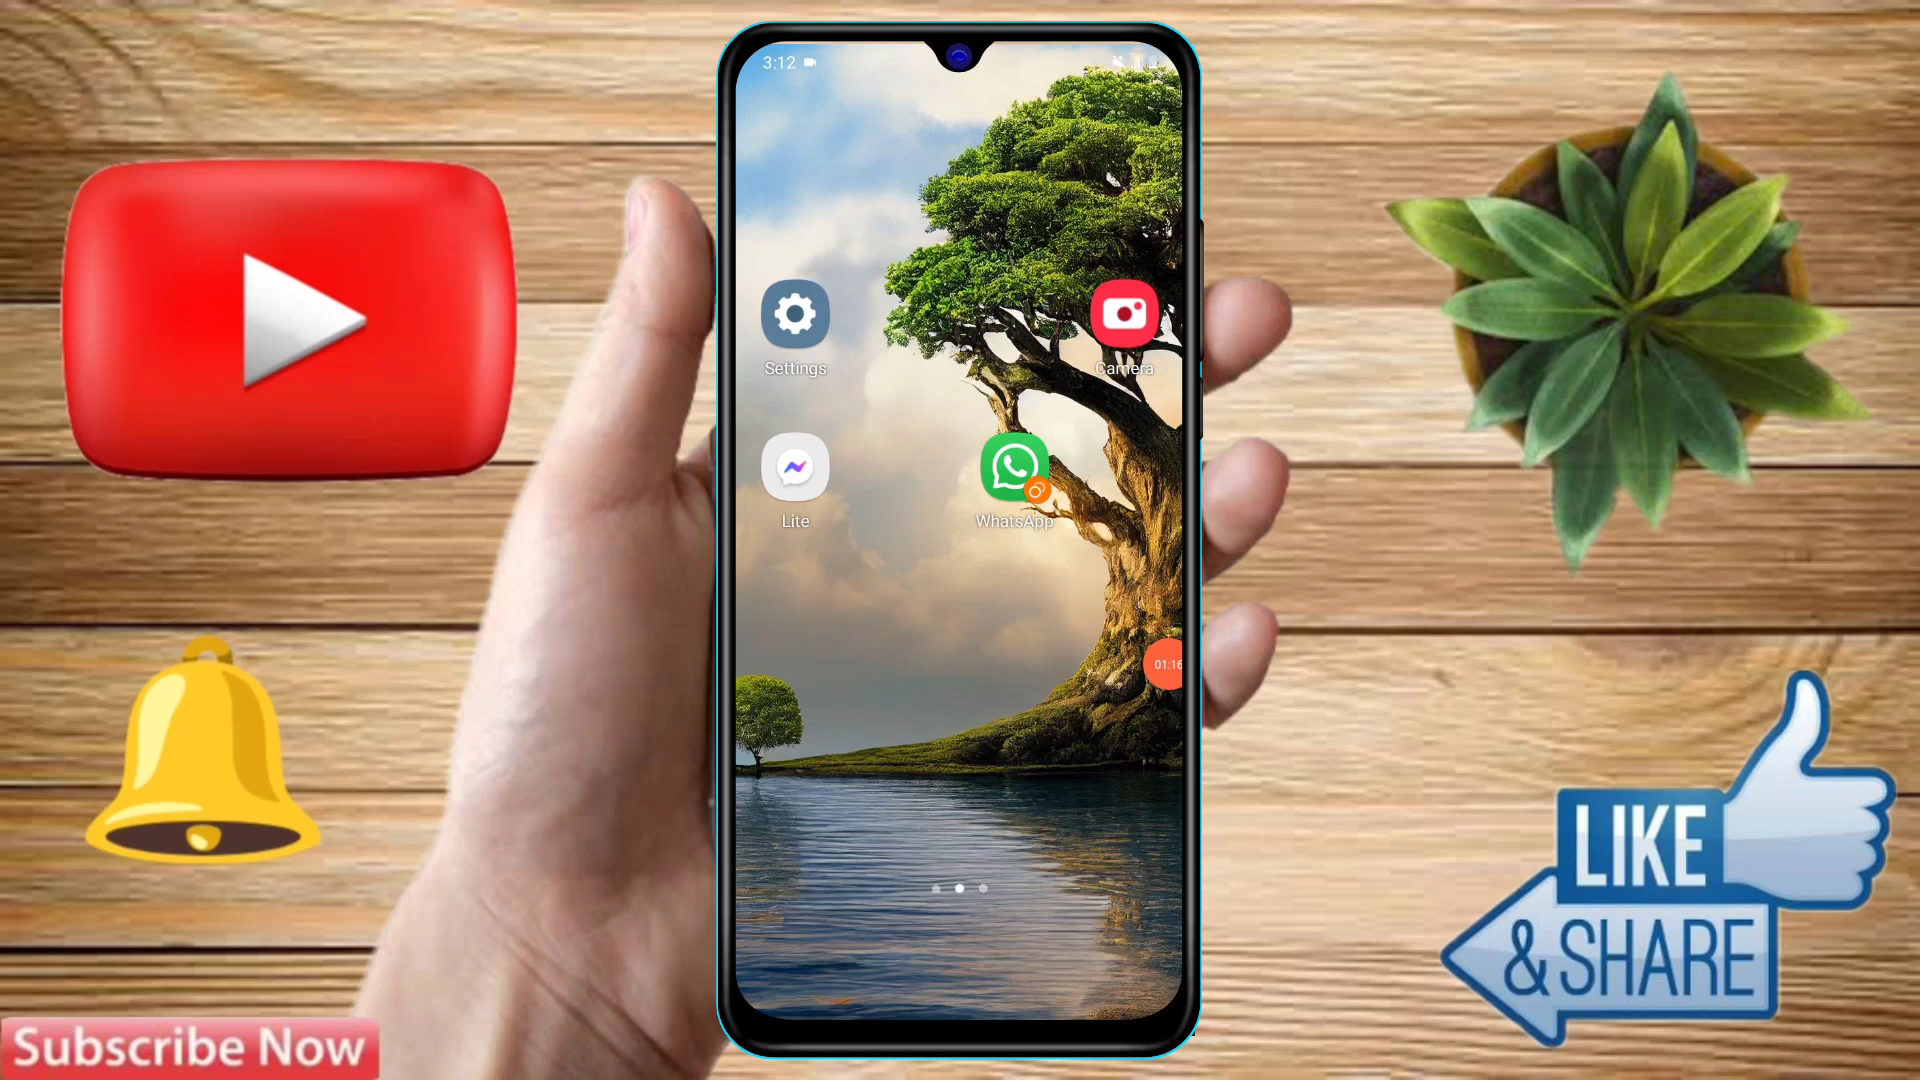 3:12
Settings
Camera
Lite
WhatsApp
01:16
LIKE
& SHARE
Subscribe Now